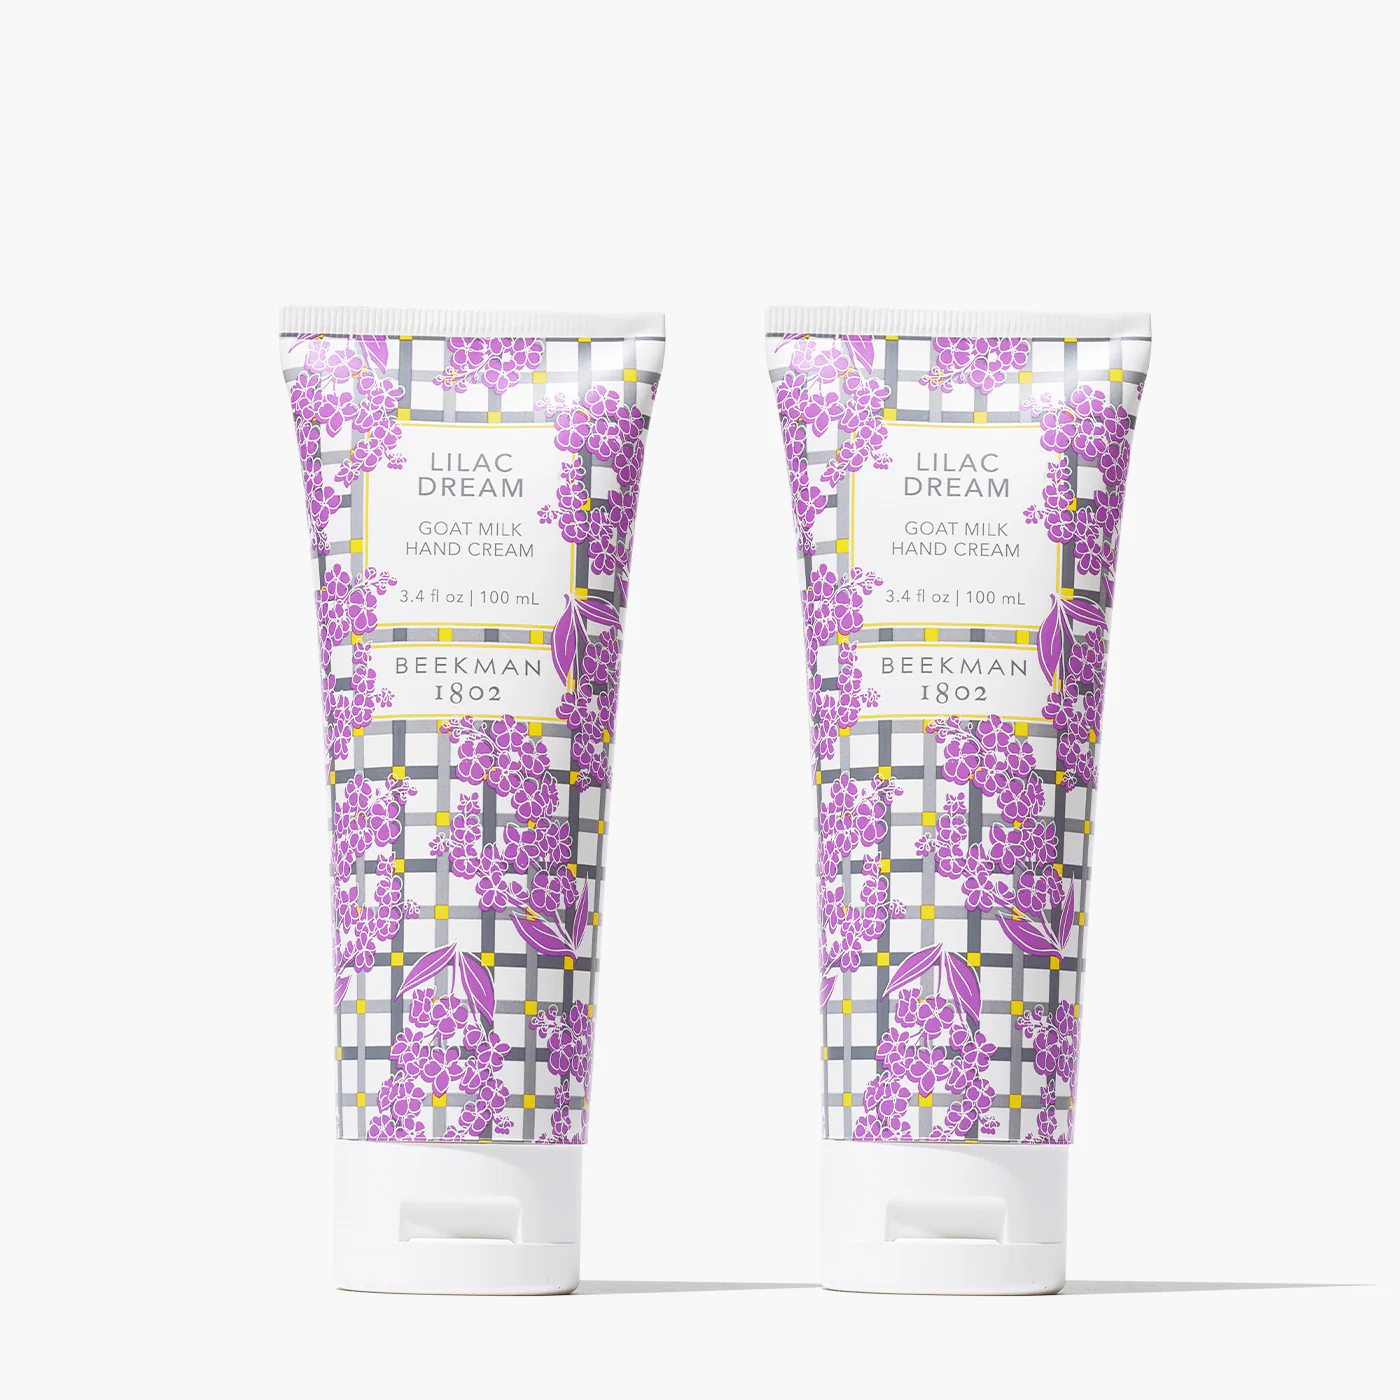 LILAC
DREAM
GOAT MILK
HAND CREAM
3.4 fl oz | 100 mL
BEEKMAN
1802
LILAC
DREAM
GOAT MILK
HAND CREAM
3.4 fl oz | 100 mL
BEEKMAN
1802